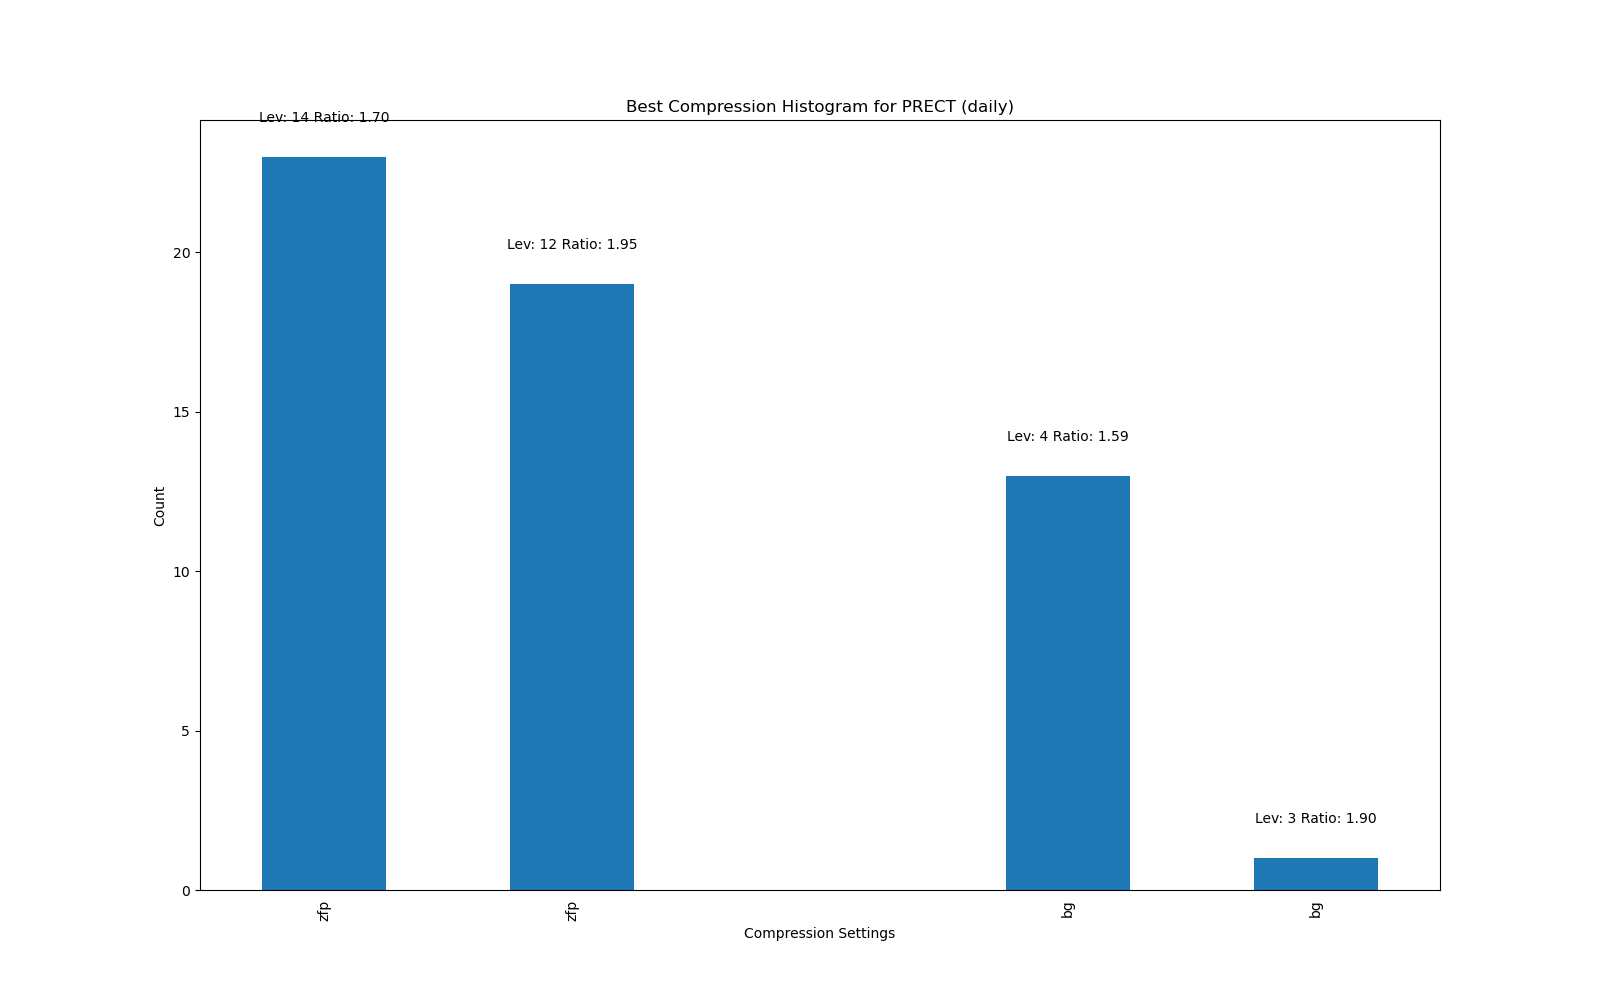 Best Compression Histogram for PRECT (daily)
Lev: 14 Ratio: 1.70
Lev: 12 Ratio: 1.95
Lev: 4 Ratio: 1.59
Lev: 3 Ratio: 1.90
20
15
10
5
0
Count
zfp
zfp
bg
bg
Compression Settings